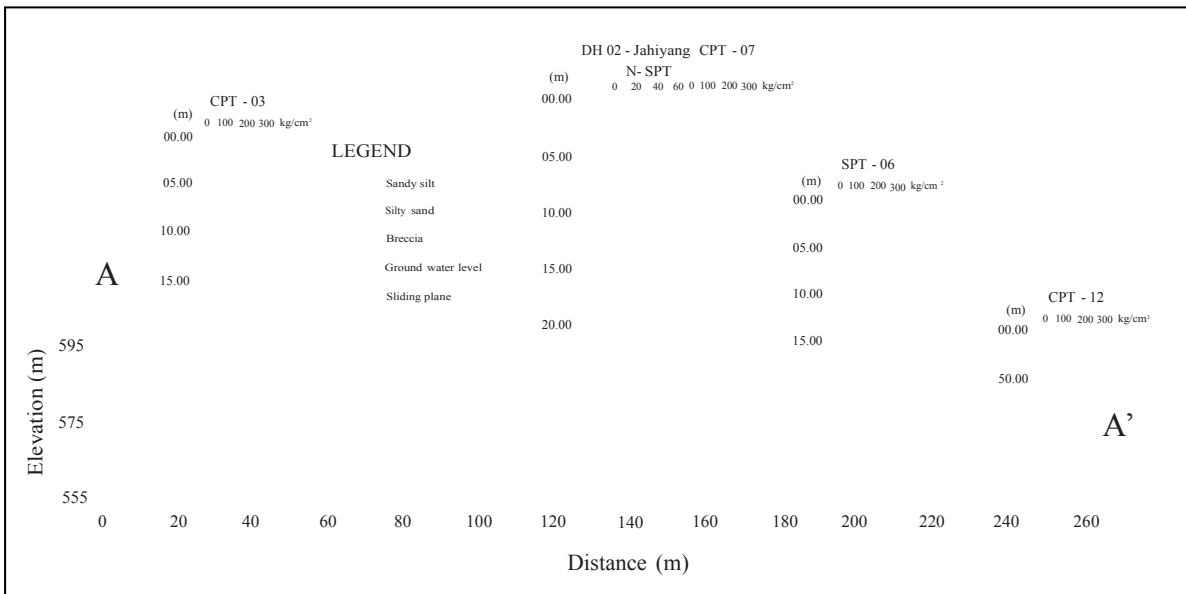 DH 02 - Jahiyang CPT - 07
(m) N- SPT
0 20 40 60 0 100 200 300 kg/cm²
00.00
05.00
10.00
15.00
20.00
CPT - 03
(m)
0 100 200 300 kg/cm²
00.00
05.00
10.00
15.00
LEGEND
Sandy silt
Silty sand
Breccia
Ground water level
Sliding plane
SPT - 06
(m)
0 100 200 300 kg/cm²
00.00
05.00
10.00
15.00
CPT - 12
(m)
0 100 200 300 kg/cm²
00.00
50.00
A
A’
Elevation (m)
595
575
555
0 20 40 60 80 100 120 140 160 180 200 220 240 260
Distance (m)